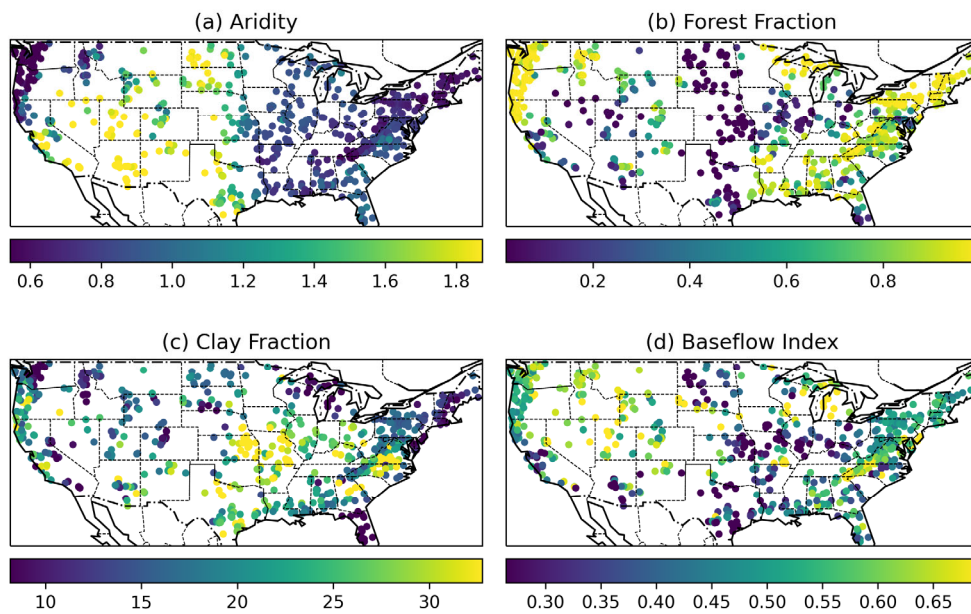 (a) Aridity
(b) Forest Fraction
0.6 0.8 1.0 1.2 1.4 1.6 1.8
0.2 0.4 0.6 0.8
(c) Clay Fraction
(d) Baseflow Index
10 15 20 25 30
0.30 0.35 0.40 0.45 0.50 0.55 0.60 0.65